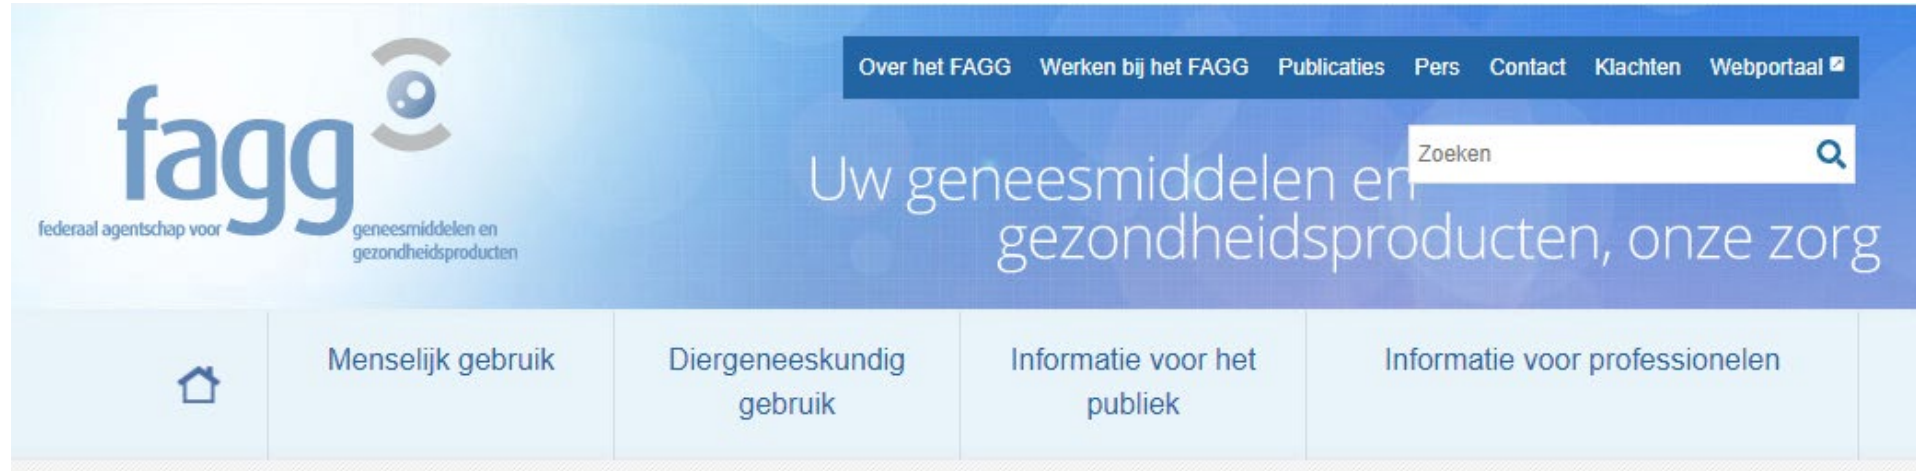 fagg
federaal agentschap voor
geneesmiddelen en
gezondheidsproducten
Over het FAGG Werken bij het FAGG Publicaties Pers Contact Klachten Webportaal
Zoeken
Uw geneesmiddelen en
gezondheidsproducten, onze zorg
Menselijk gebruik
Diergeneeskundig
gebruik
Informatie voor het
publiek
Informatie voor professionelen